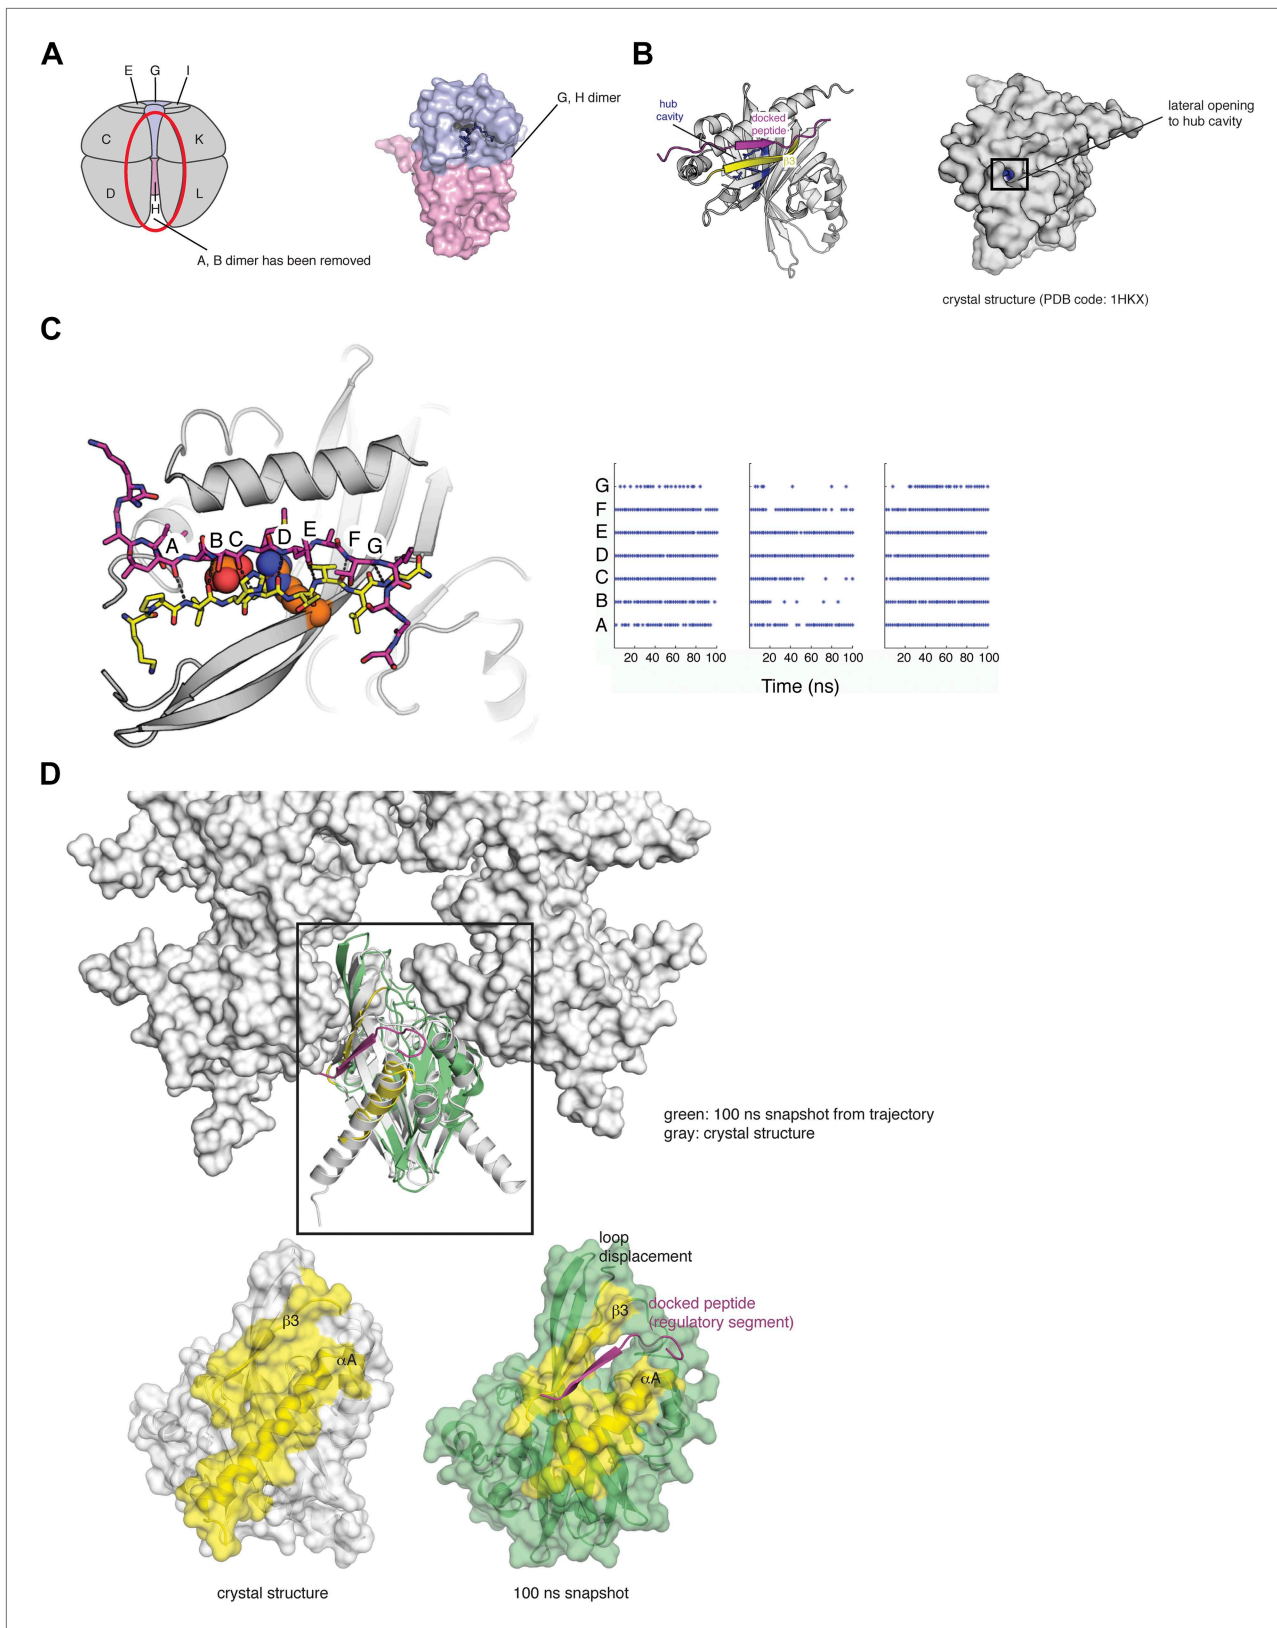 A
E G I
C K
D L
H
A, B dimer has been removed
G, H dimer
B
hub
cavity
docked
peptide
β3
lateral opening
to hub cavity
crystal structure (PDB code: 1HKX)
C
A B C D E F G
G
F
E
D
C
B
A
20 40 60 80 100 20 40 60 80 100 20 40 60 80 100
Time (ns)
D
green: 100 ns snapshot from trajectory
gray: crystal structure
loop
displacement
β3
αA
β3
docked peptide
(regulatory segment)
αA
crystal structure
100 ns snapshot